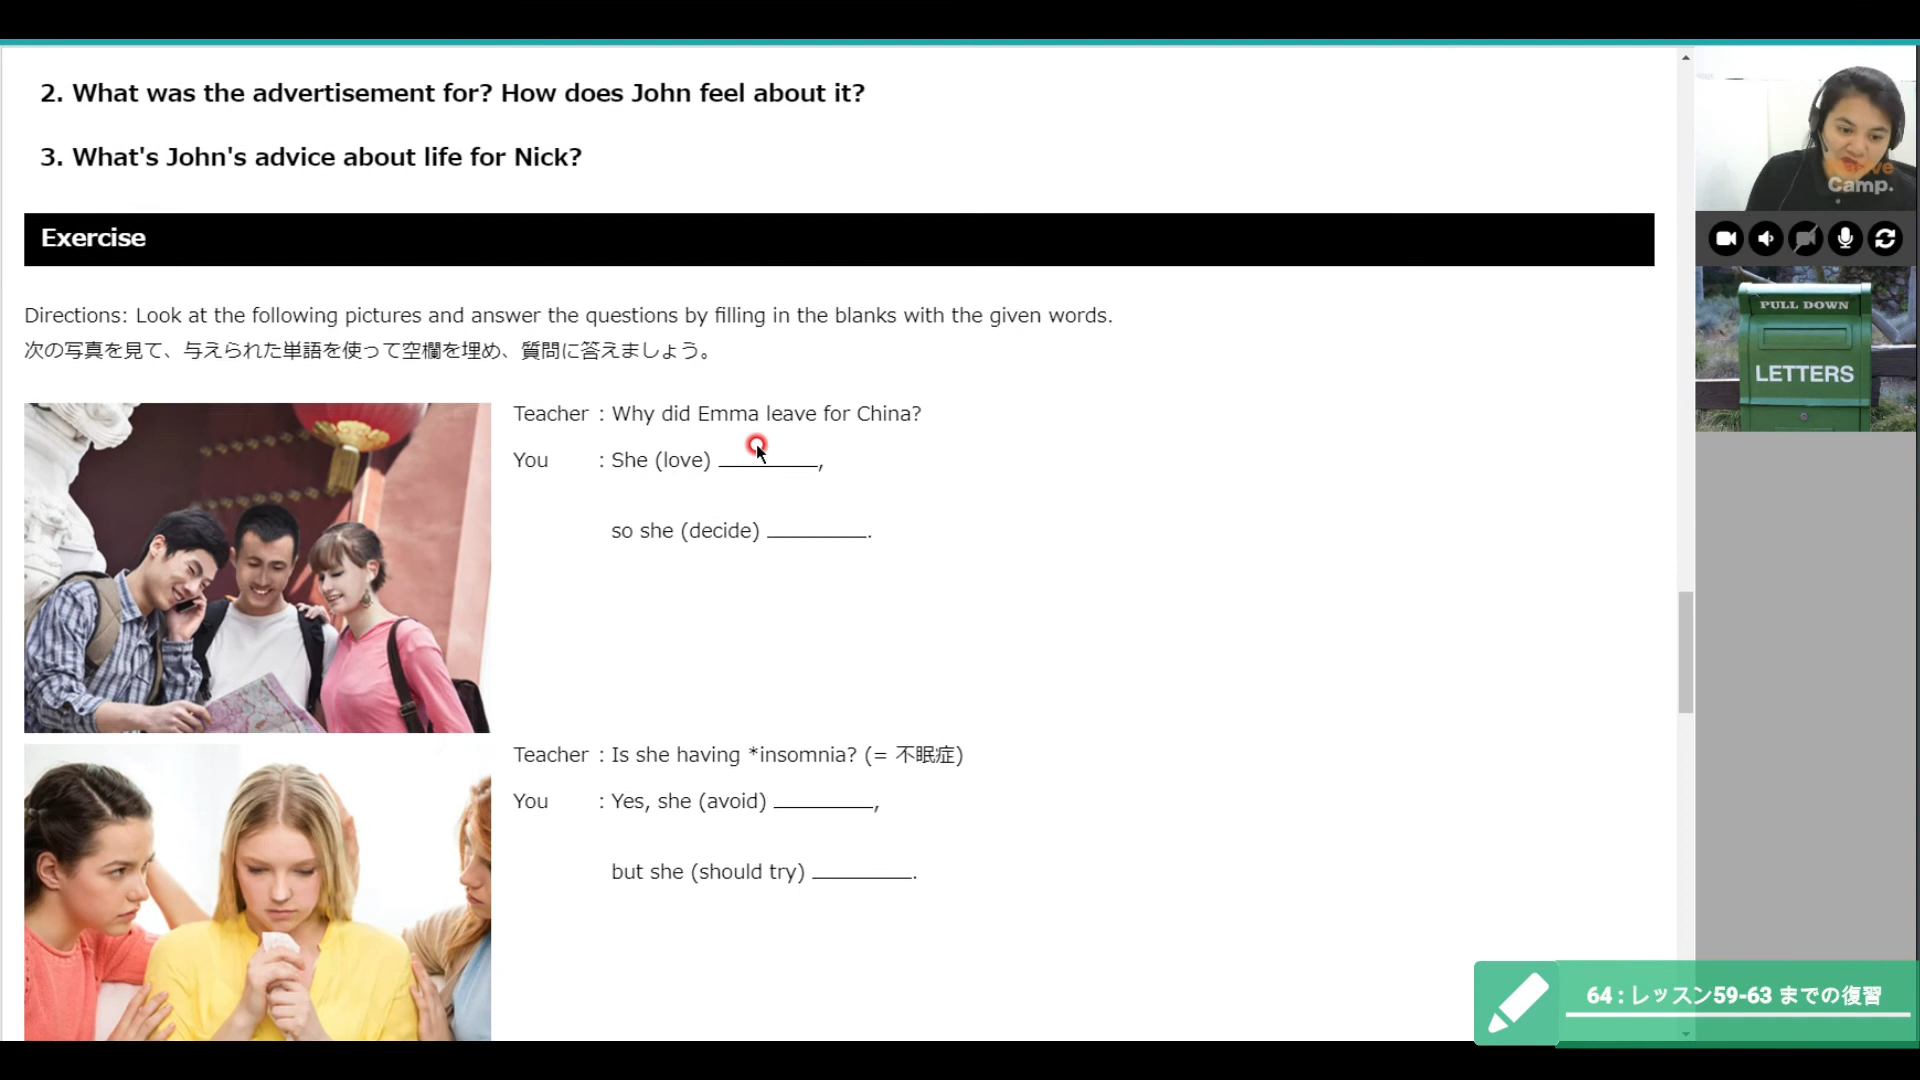 2. What was the advertisement for? How does John feel about it?
3. What's John's advice about life for Nick?
Exercise
Directions: Look at the following pictures and answer the questions by filling in the blanks with the given words.
次の写真を見て、与えられた単語を使って空欄を埋め、質問に答えましょう。
Teacher : Why did Emma leave for China?
You : She (love) ________,
so she (decide) ________.
Teacher : Is she having *insomnia? (= 不眠症)
You : Yes, she (avoid) ________,
but she (should try) ________.
Camp.
PULL DOWN
LETTERS
64 : レッスン59-63 までの復習